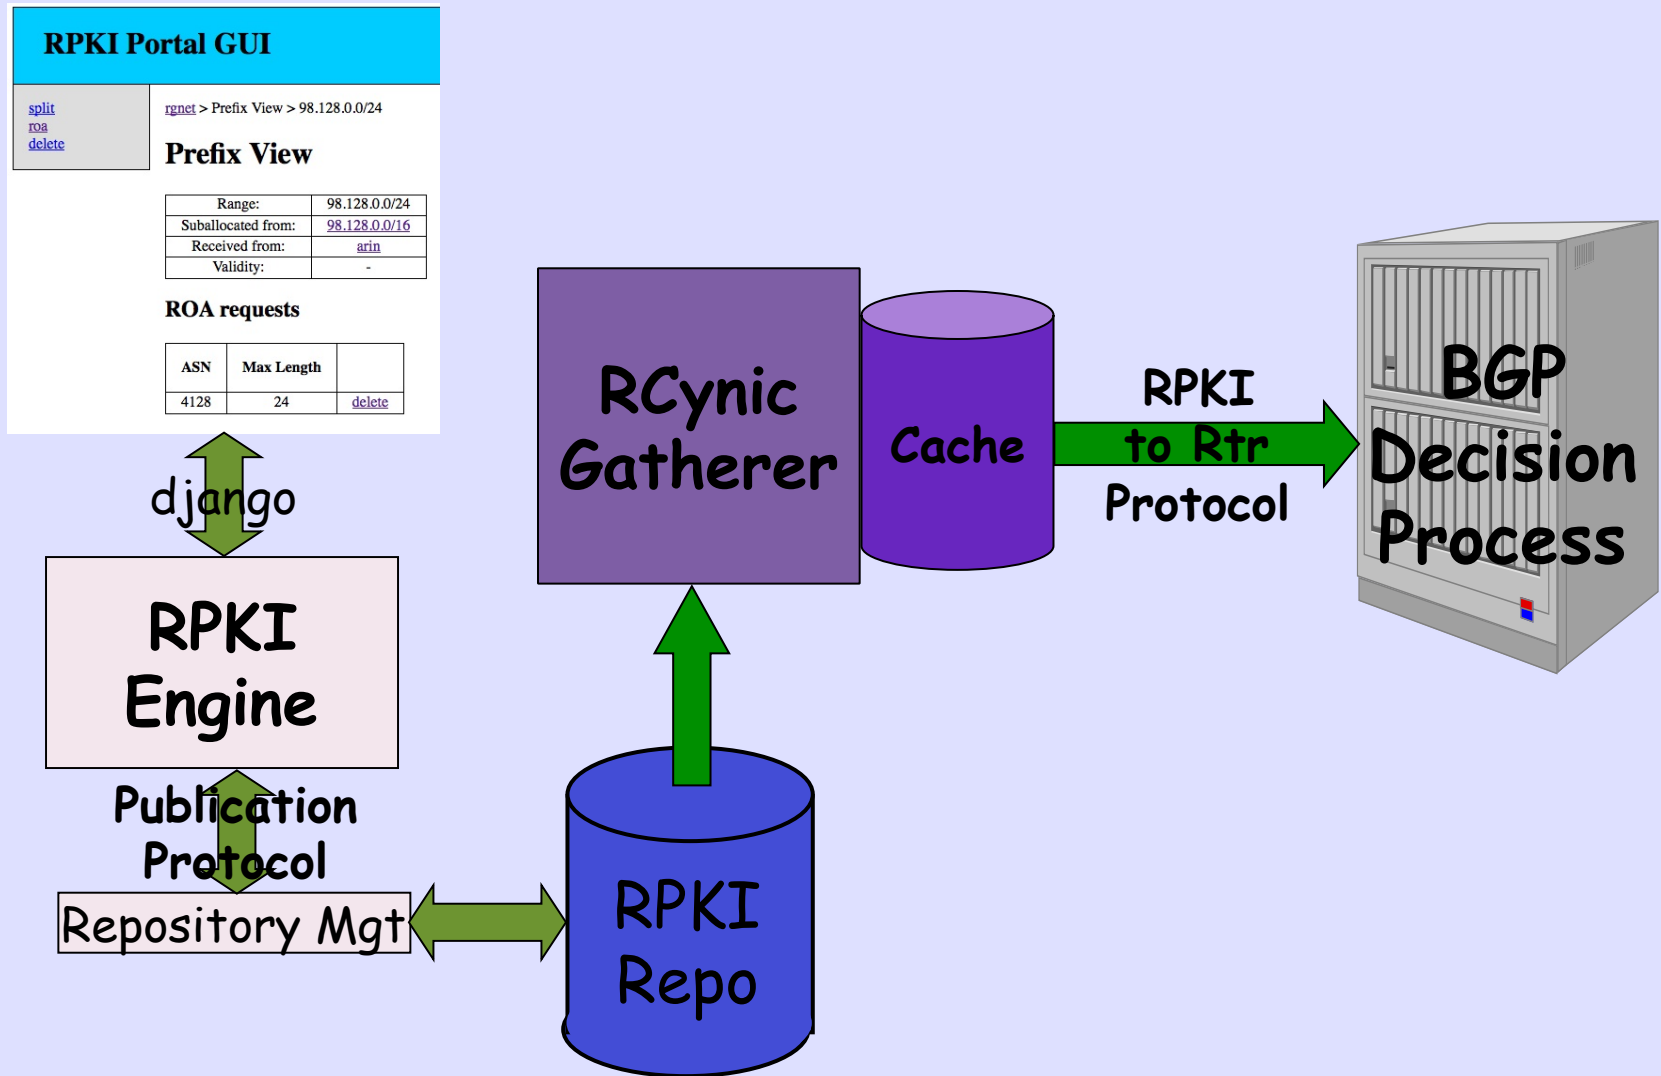 RPKI Portal GUI
split
roa
delete
rgnet > Prefix View > 98.128.0.0/24
Prefix View
Range: 98.128.0.0/24
Suballocated from: 98.128.0.0/16
Received from: arin
Validity: -
ROA requests
ASN Max Length
4128 24 delete
django
RPKI
Engine
Publication
Protocol
Repository Mgt
RPKI
Repo
RCynic
Gatherer
Cache
RPKI
to Rtr
Protocol
BGP
Decision
Process